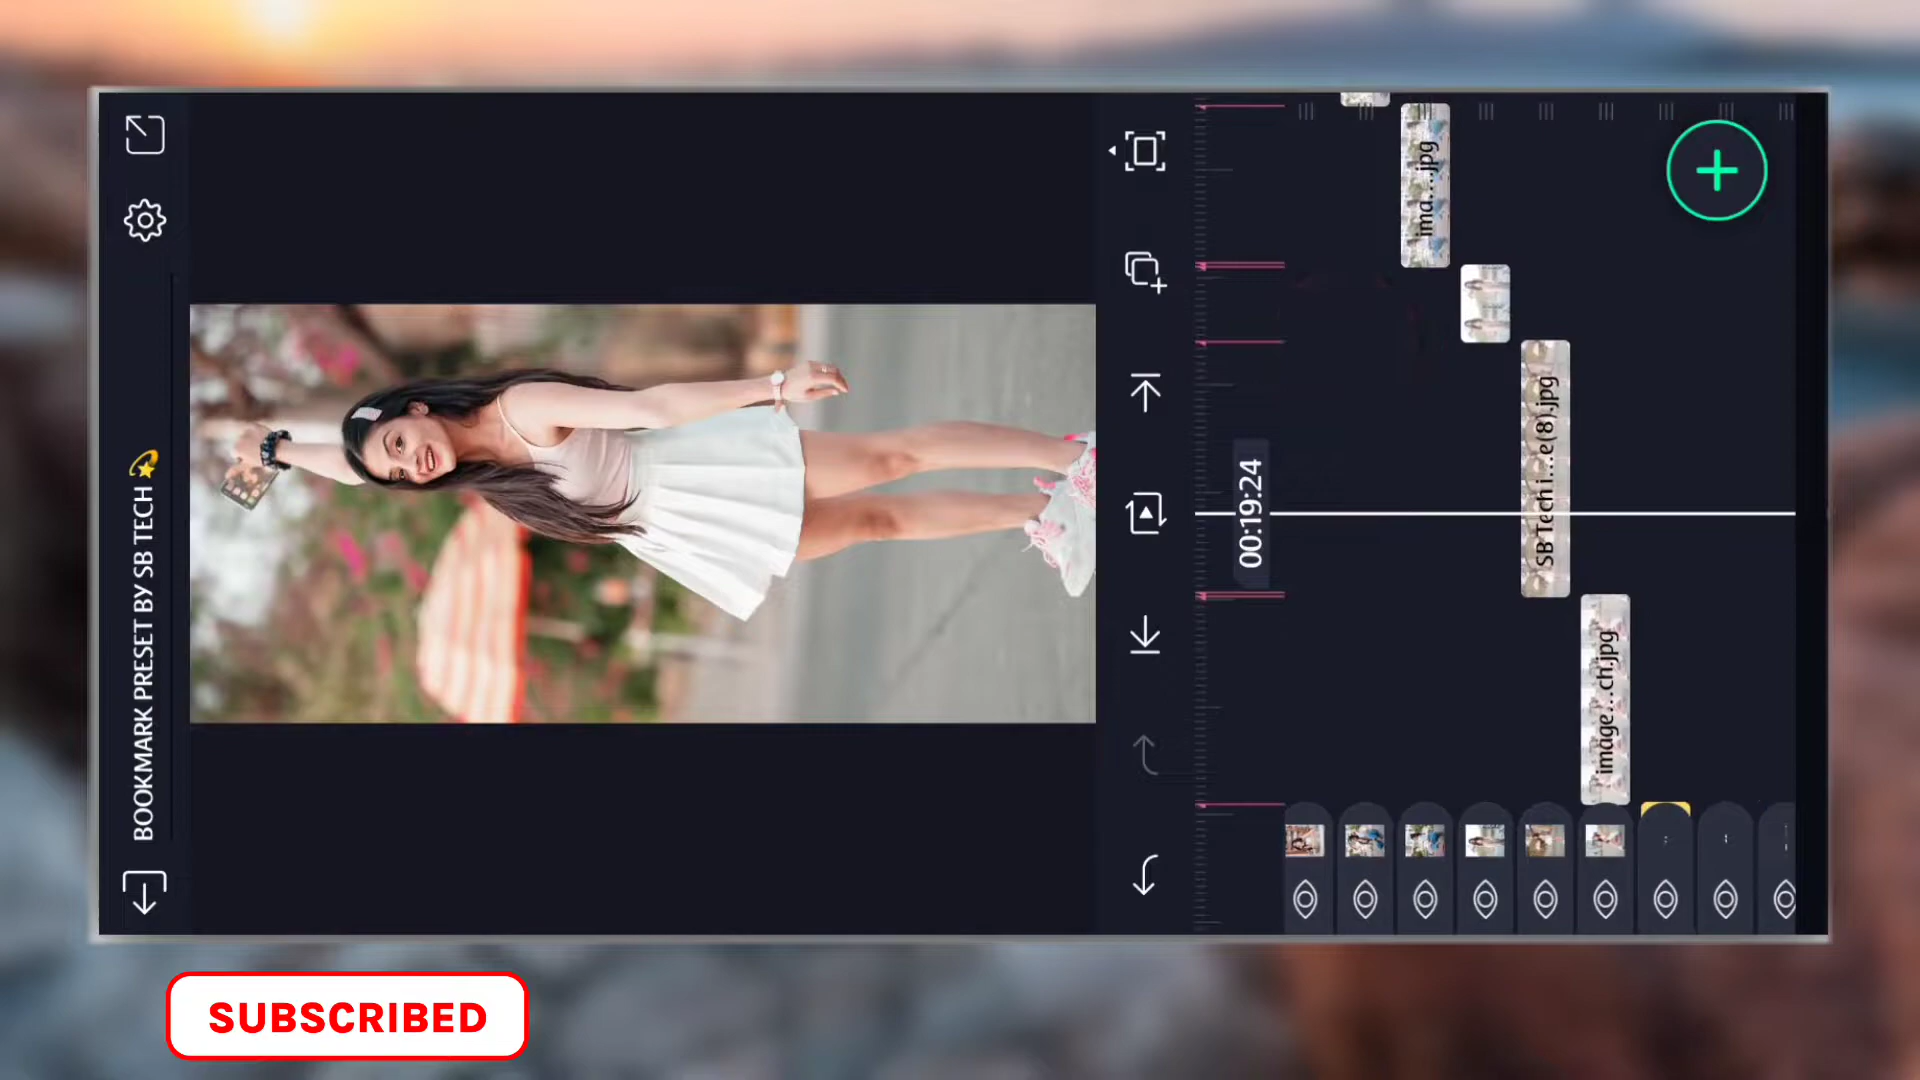 BOOKMARK PRESET BY SB TECH💫
00:19:24
ima...jpg
SB Tech i...e(8).jpg
image...ch.jpg
SUBSCRIBED